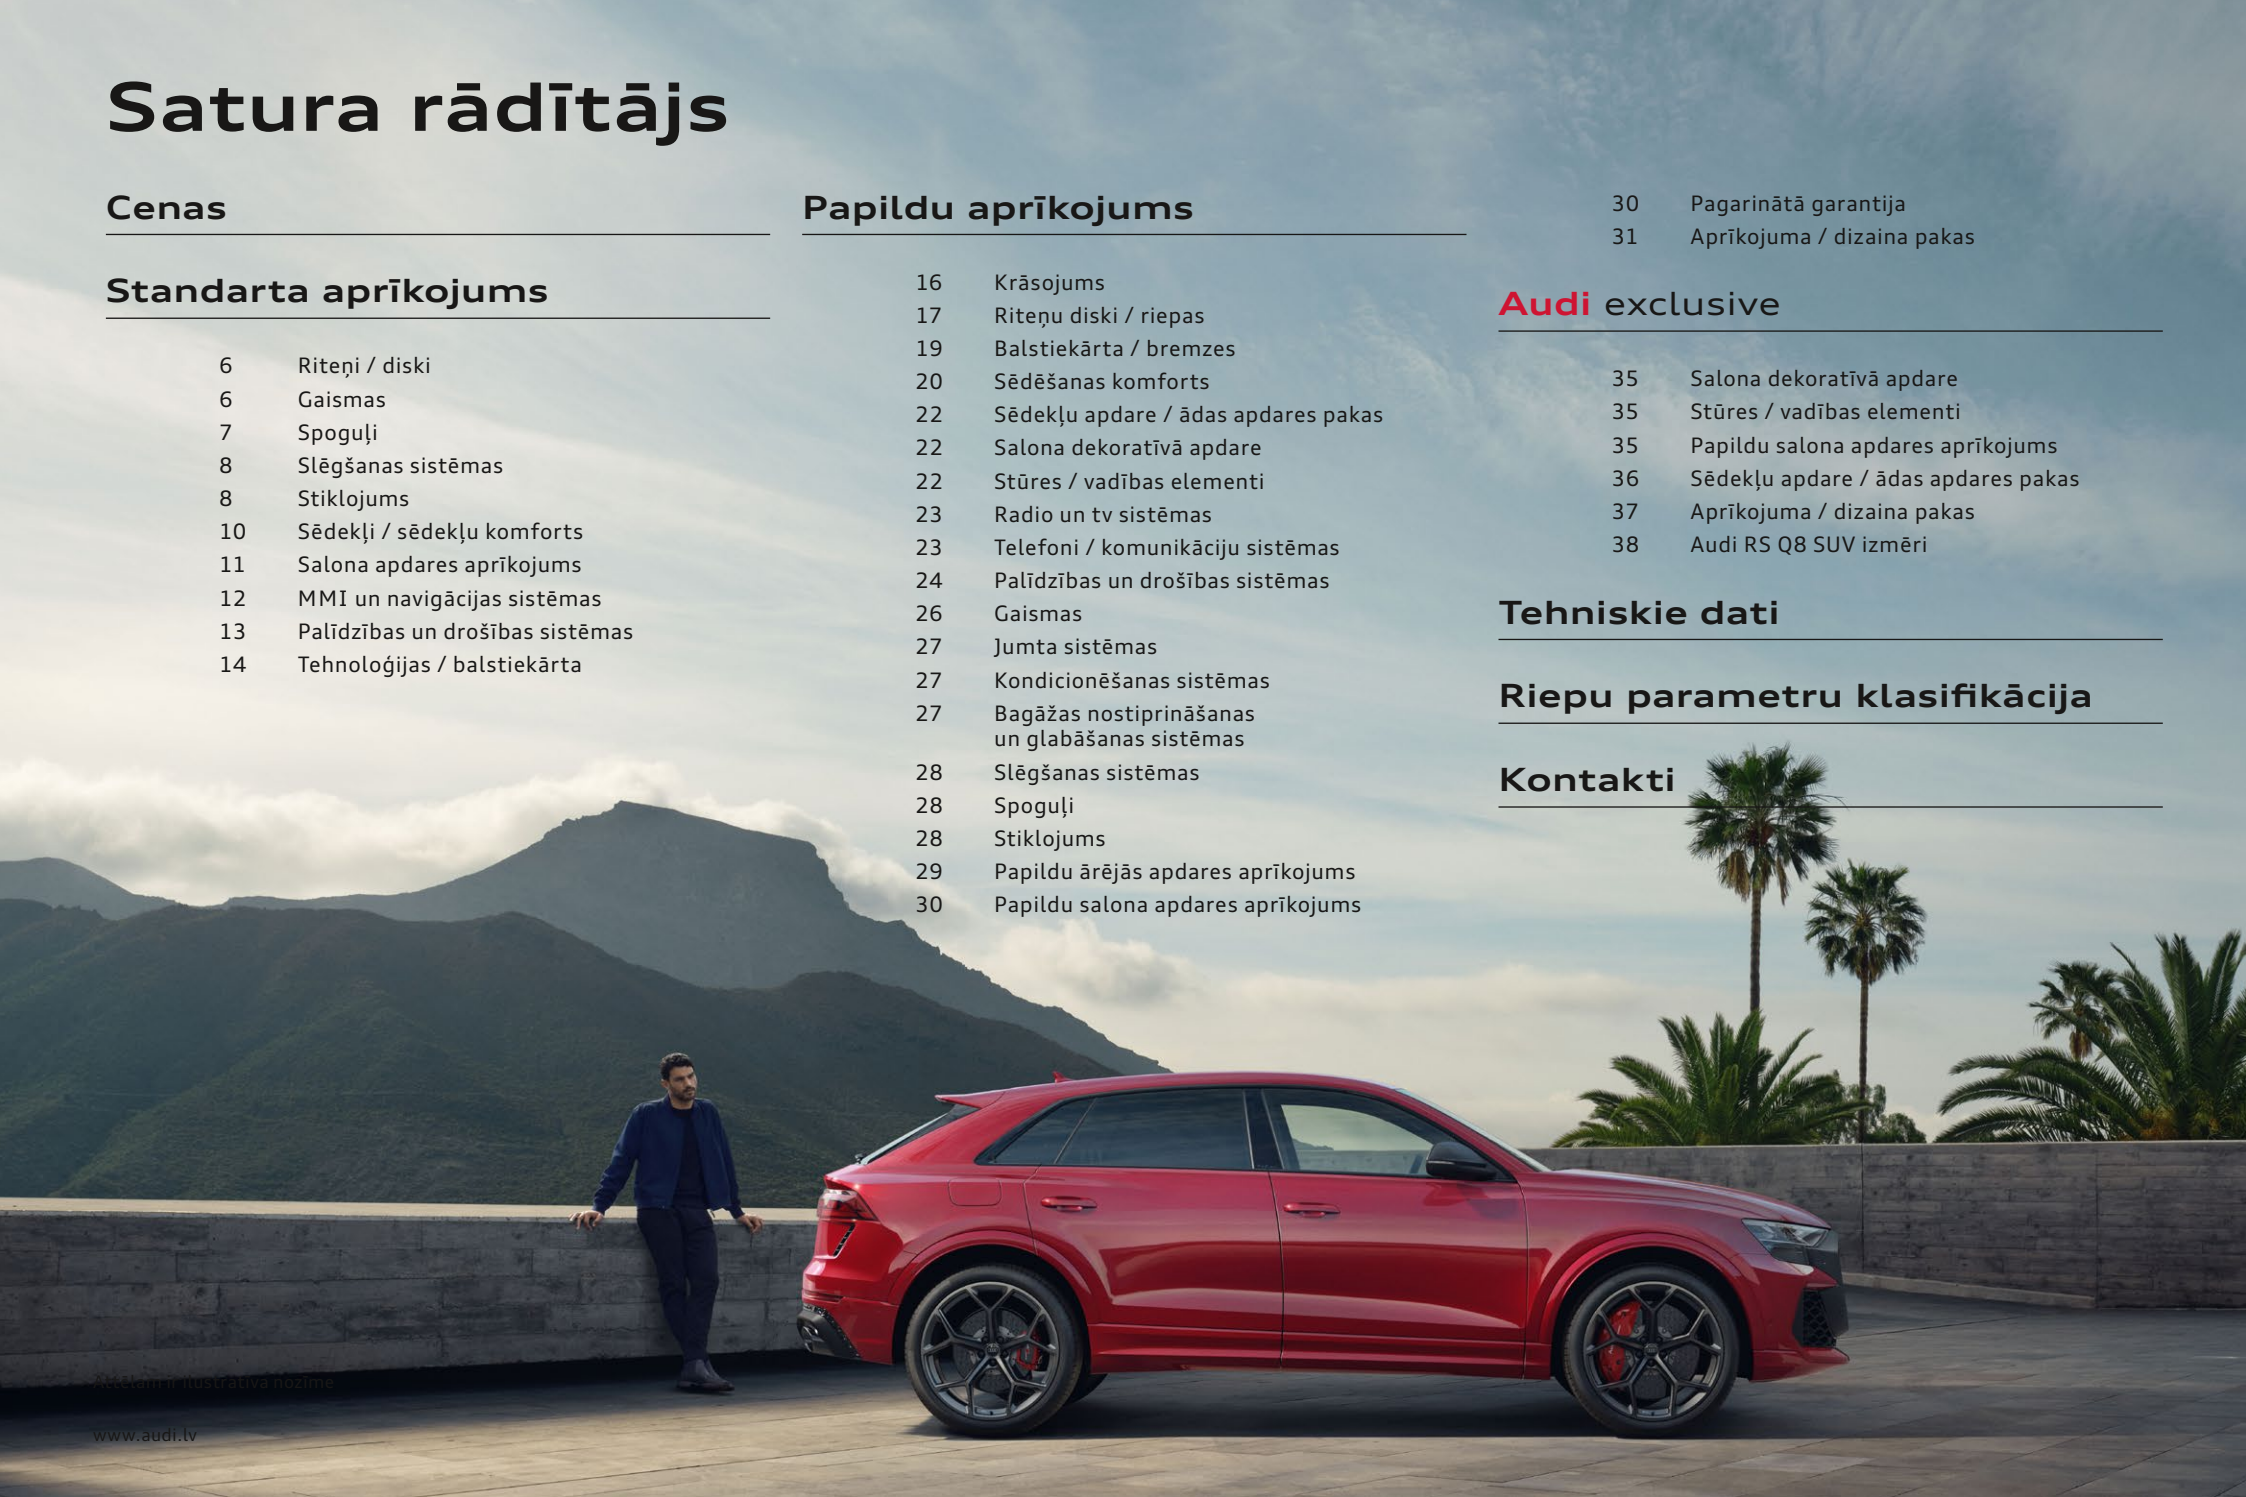 Satura rādītājs
Cenas
Standarta aprīkojums
6 Riteņi / diski
6 Gaismas
7 Spoguļi
8 Slēgšanas sistēmas
8 Stiklojums
10 Sēdekļi / sēdekļu komforts
11 Salona apdares aprīkojums
12 MMI un navigācijas sistēmas
13 Palīdzības un drošības sistēmas
14 Tehnoloģijas / balstiekārta
Papildu aprīkojums
16 Krāsojums
17 Riteņu diski / riepas
19 Balstiekārta / bremzes
20 Sēdēšanas komforts
22 Sēdekļu apdare / ādas apdares pakas
22 Salona dekoratīvā apdare
22 Stūres / vadības elementi
23 Radio un tv sistēmas
23 Telefoni / komunikāciju sistēmas
24 Palīdzības un drošības sistēmas
26 Gaismas
27 Jumta sistēmas
27 Kondicionēšanas sistēmas
27 Bagāžas nostiprināšanas
un glabāšanas sistēmas
28 Slēgšanas sistēmas
28 Spoguļi
28 Stiklojums
29 Papildu ārējās apdares aprīkojums
30 Papildu salona apdares aprīkojums
30 Pagarinātā garantija
31 Aprīkojuma / dizaina pakas
Audi exclusive
35 Salona dekoratīvā apdare
35 Stūres / vadības elementi
35 Papildu salona apdares aprīkojums
36 Sēdekļu apdare / ādas apdares pakas
37 Aprīkojuma / dizaina pakas
38 Audi RS Q8 SUV izmēri
Tehniskie dati
Riepu parametru klasifikācija
Kontakti
Attēlam ir ilustratīva nozīme
www.audi.lv